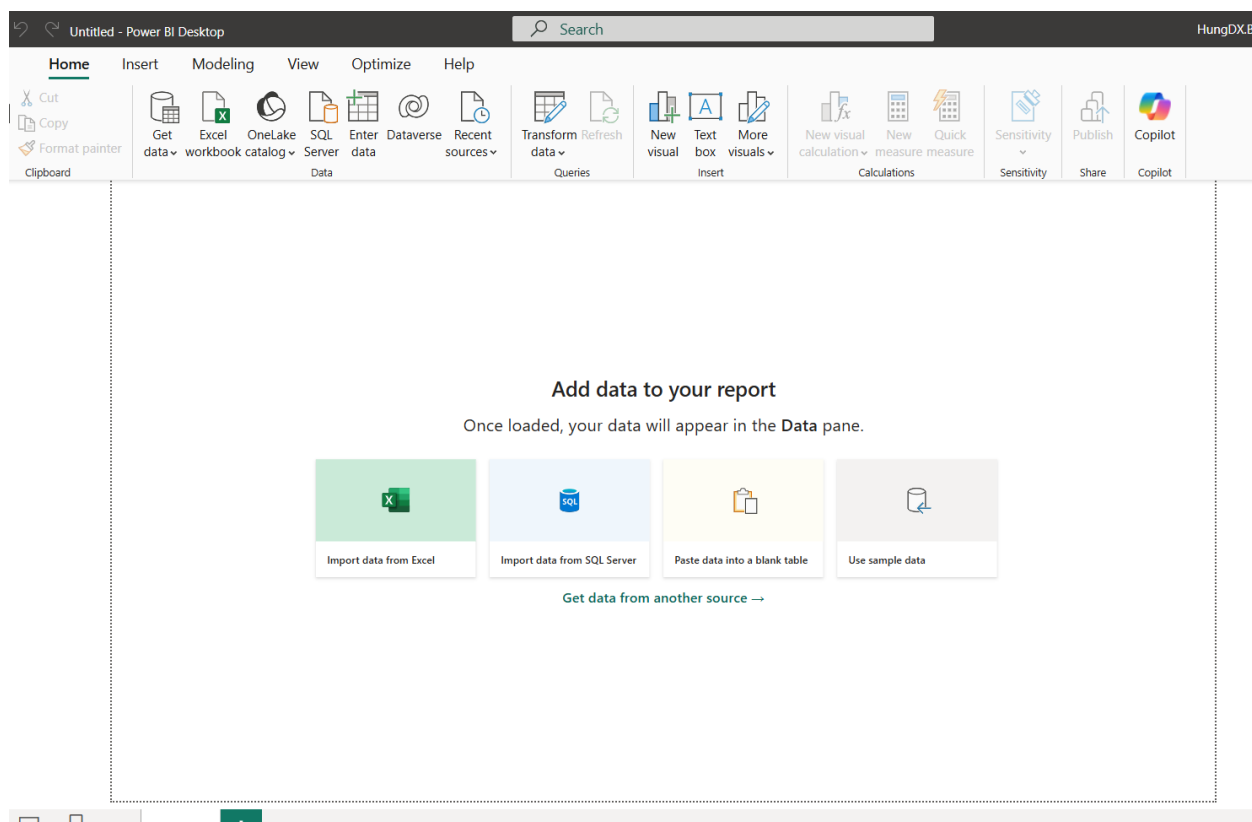 Untitled - Power BI Desktop
Search
HungDX.B
Home Insert Modeling View Optimize Help
Cut
Copy
Format painter
Clipboard
Get data
Excel workbook
OneLake catalog
SQL Server
Enter data
Dataverse
Recent sources
Data
Transform data
Refresh
Queries
New visual
Text box
A
More visuals
Insert
New visual calculation
New measure
Quick measure
Calculations
Sensitivity
Sensitivity
Publish
Share
Copilot
Copilot
Add data to your report
Once loaded, your data will appear in the Data pane.
SQL
Import data from Excel
Import data from SQL Server
Paste data into a blank table
Use sample data
Get data from another source →